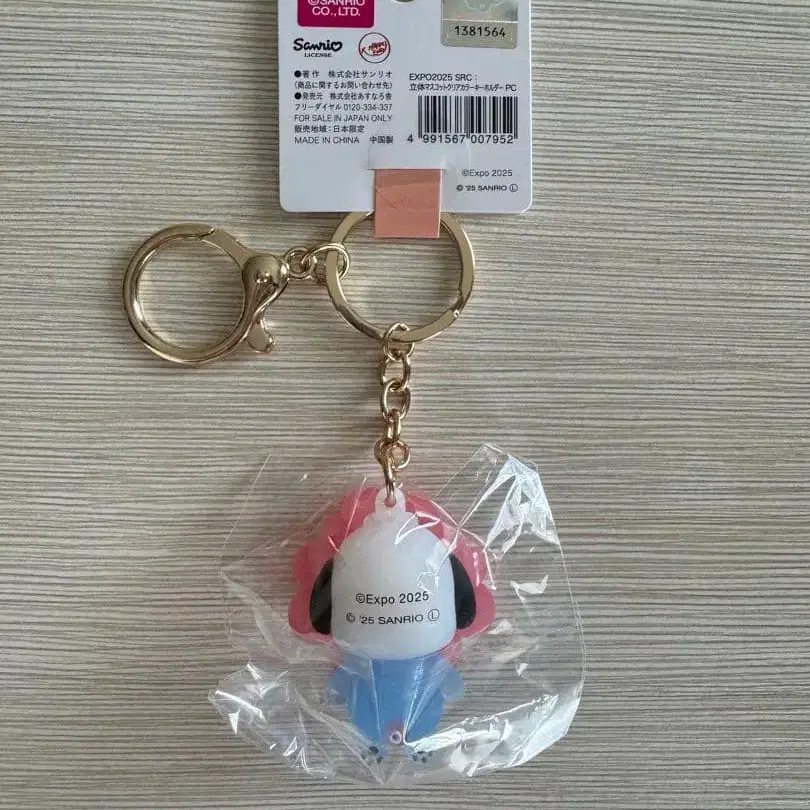 ©SANRIO
CO., LTD.
1381564
Sanrio
LICENSE
●著作 株式会社サンリオ
(商品に関するお問い合わせ先)
●発売元 株式会社あすなろ舎
フリーダイヤル 0120-334-337
FOR SALE IN JAPAN ONLY
販売地域：日本限定
MADE IN CHINA 中国製
EXPO2025 SRC：
立体マスコットクリアカラーキーホルダー PC
4 991567 007952
©Expo 2025
© '25 SANRIO Ⓛ
©Expo 2025
© '25 SANRIO Ⓛ